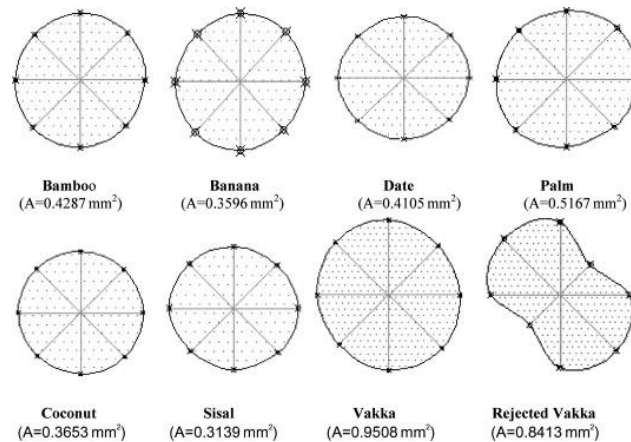 Bamboo
Banana
Date
Palm
(A=0.4287 mm²)
(A=0.3596 mm²)
(A=0.4105 mm²)
(A=0.5167 mm²)
Coconut
Sisal
Vakka
Rejected Vakka
(A=0.3653 mm²)
(A=0.3139 mm²)
(A=0.9508 mm²)
(A=0.8413 mm²)